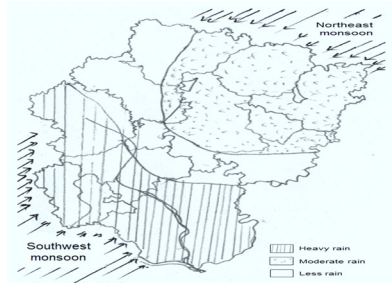 Northeast
monsoon
Southwest
monsoon
Heavy rain
Moderate rain
Less rain